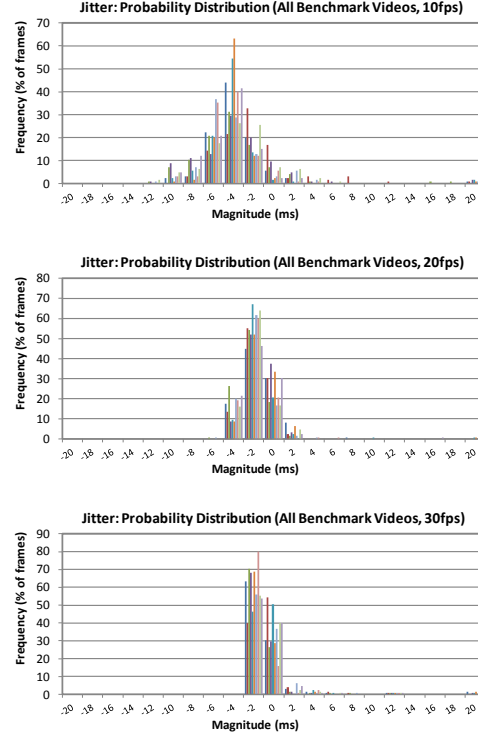 Jitter: Probability Distribution (All Benchmark Videos, 10fps)
70
60
50
40
30
20
10
0
Frequency (% of frames)
-20 -18 -16 -14 -12 -10 -8 -6 -4 -2 0 2 4 6 8 10 12 14 16 18 20
Magnitude (ms)
Jitter: Probability Distribution (All Benchmark Videos, 20fps)
80
70
60
50
40
30
20
10
0
Frequency (% of frames)
-20 -18 -16 -14 -12 -10 -8 -6 -4 -2 0 2 4 6 8 10 12 14 16 18 20
Magnitude (ms)
Jitter: Probability Distribution (All Benchmark Videos, 30fps)
90
80
70
60
50
40
30
20
10
0
Frequency (% of frames)
-20 -18 -16 -14 -12 -10 -8 -6 -4 -2 0 2 4 6 8 10 12 14 16 18 20
Magnitude (ms)